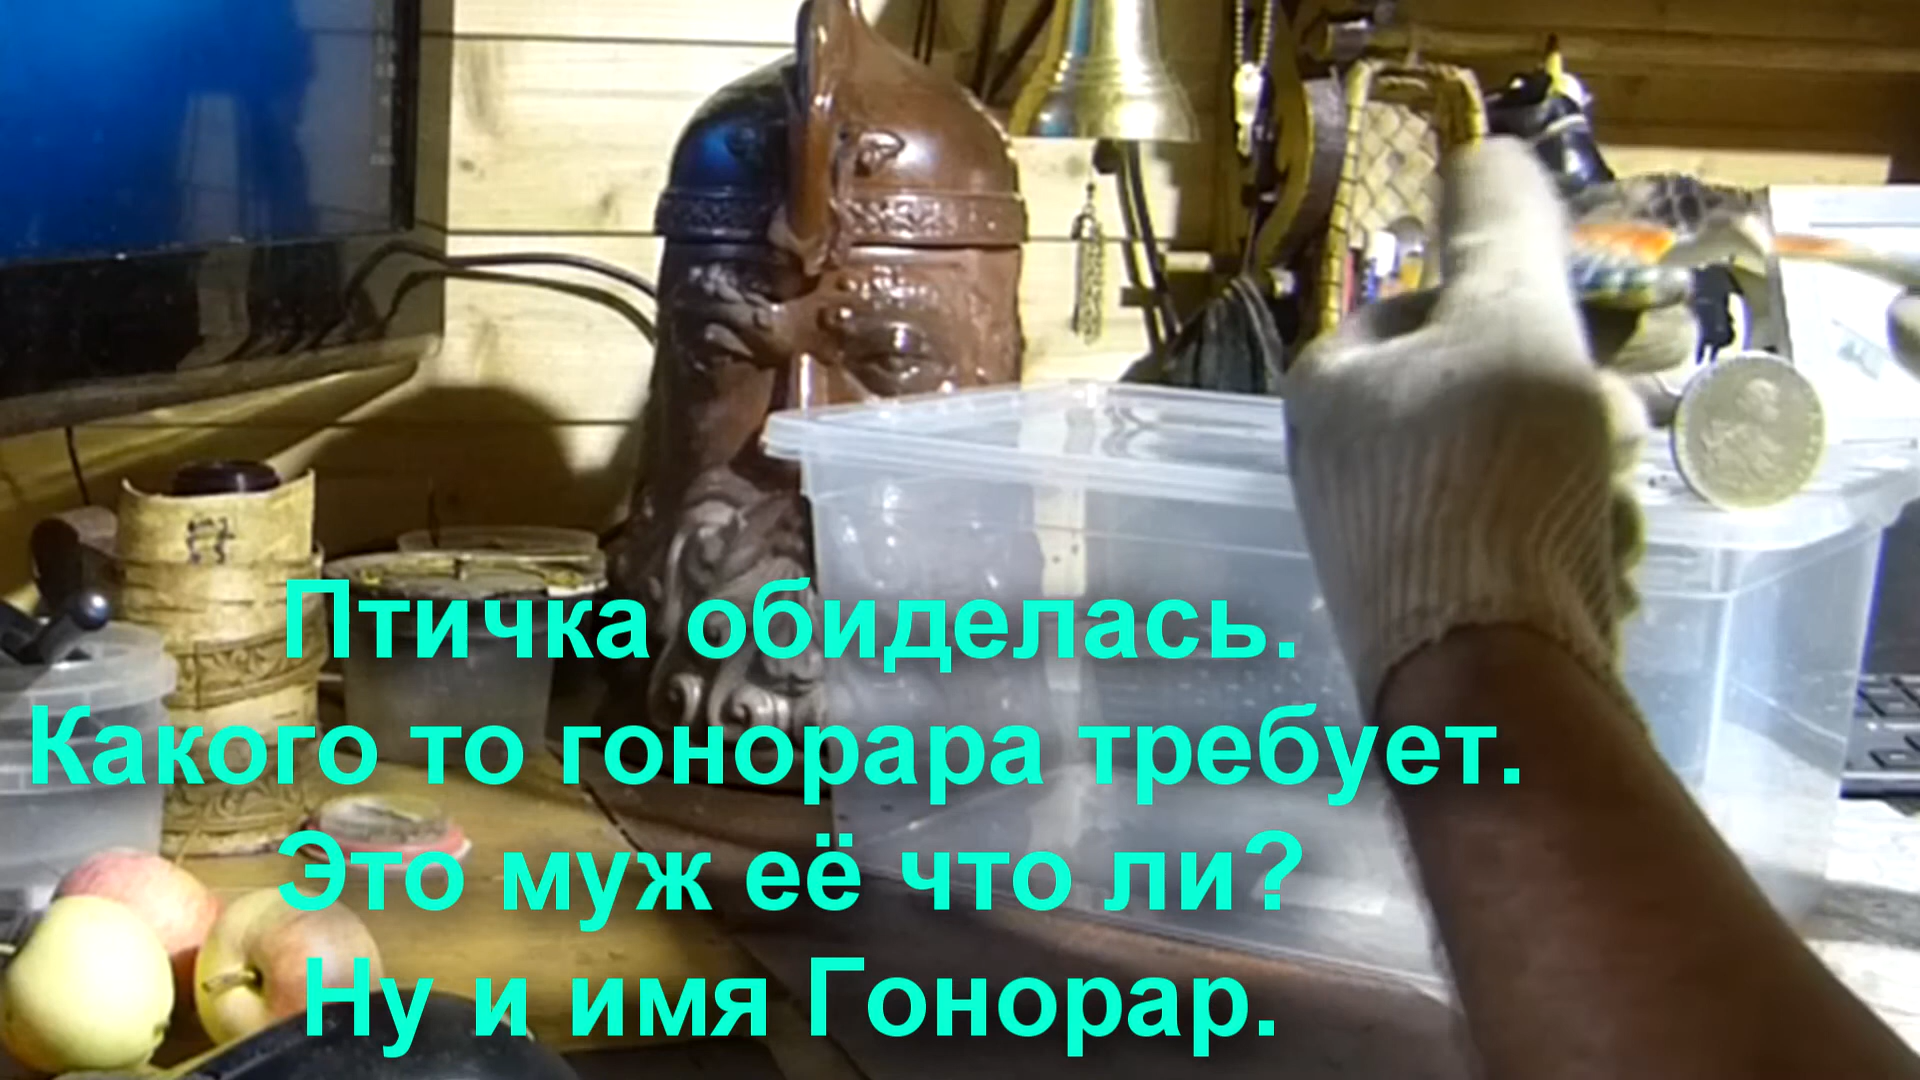 Птичка обиделась.
Какого то гонорара требует.
Это муж её что ли?
Ну и имя Гонорар.